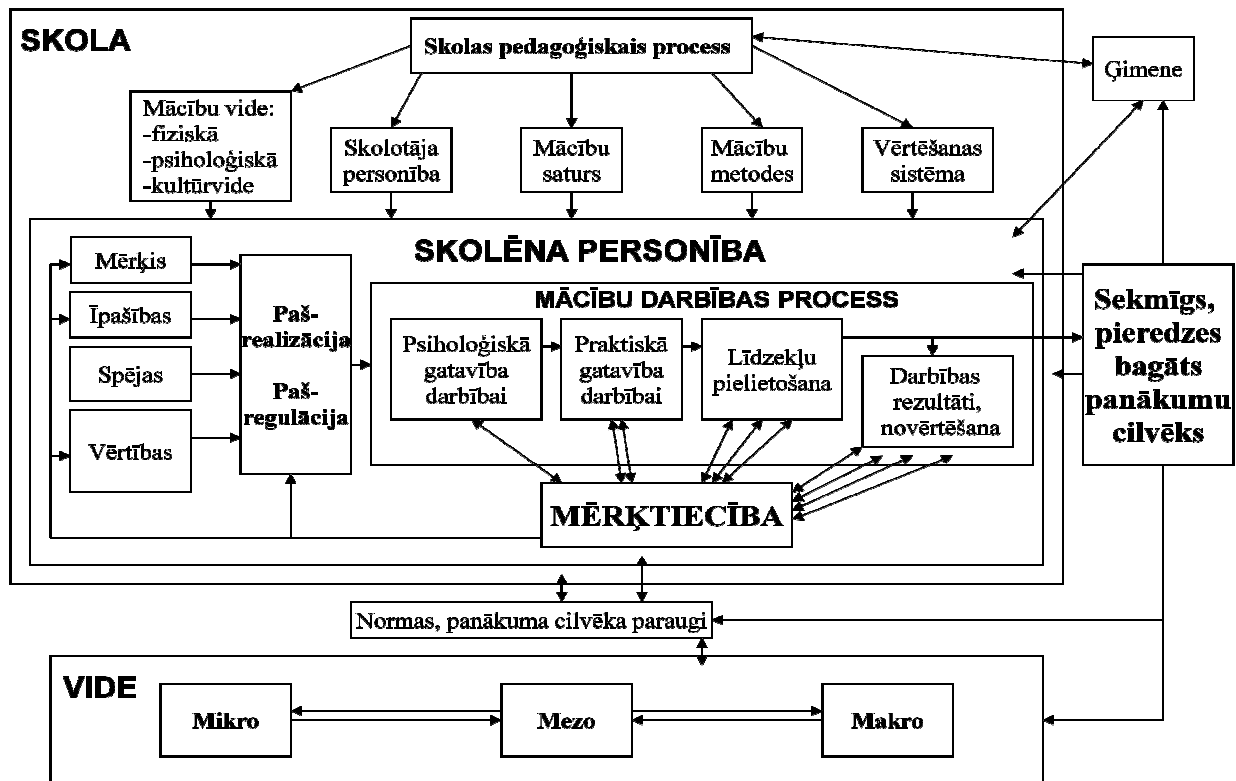 SKOLA
Skolas pedagoģiskais process
Ģimene
Mācību vide:
-fiziskā
-psiholoģiskā
-kultūrvide
Skolotāja
personība
Mācību
saturs
Mācību
metodes
Vērtēšanas
sistēma
SKOLĒNA PERSONĪBA
Mērķis
Īpašības
Spējas
Vērtības
Paš-
realizācija
Paš-
regulācija
MĀCĪBU DARBĪBAS PROCESS
Psiholoģiskā
gatavība
darbībai
Praktiskā
gatavība
darbībai
Līdzekļu
pielietošana
Darbības
rezultāti,
novērtēšana
Sekmīgs,
pieredzes
bagāts
panākumu
cilvēks
MĒRĶTIECĪBA
Normas, panākuma cilvēka paraugi
VIDE
Mikro
Mezo
Makro